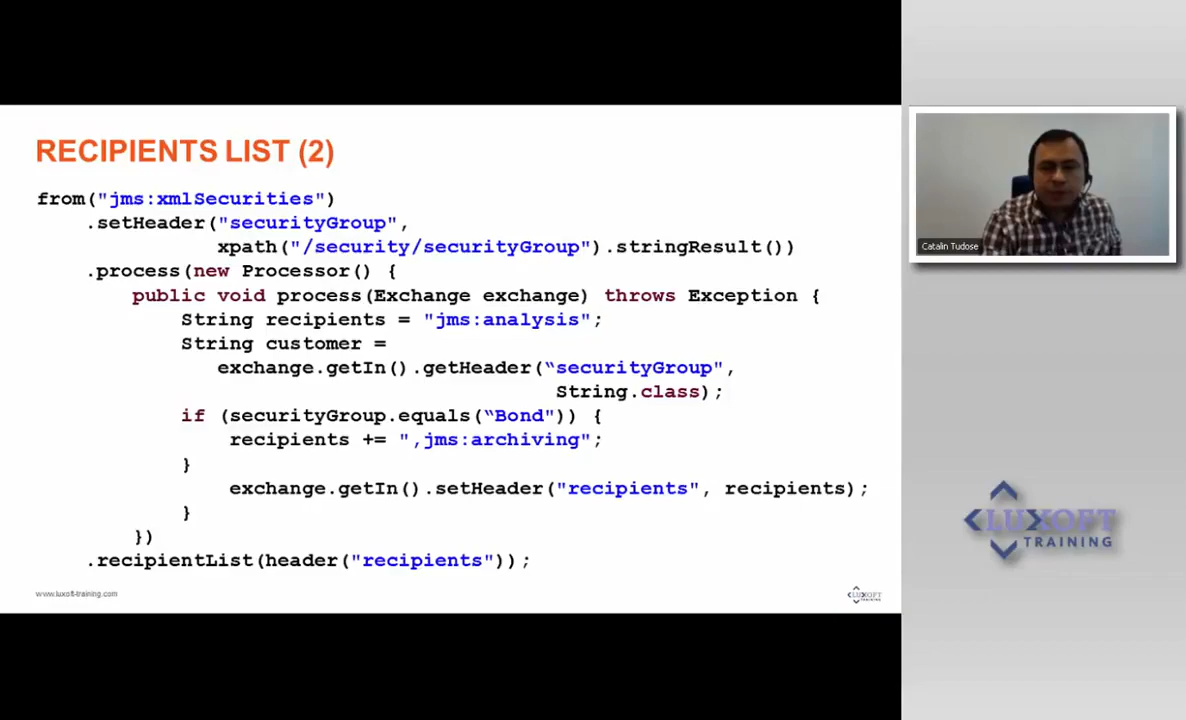 RECIPIENTS LIST (2)
from("jms:xmlSecurities")
.setHeader("securityGroup",
xpath("/security/securityGroup").stringResult())
.process(new Processor() {
public void process(Exchange exchange) throws Exception {
String recipients = "jms:analysis";
String customer =
exchange.getIn().getHeader(“securityGroup",
String.class);
if (securityGroup.equals(“Bond")) {
recipients += ",jms:archiving";
}
exchange.getIn().setHeader("recipients", recipients);
}
})
.recipientList(header("recipients"));
www.luxoft-training.com
LUXOFT
TRAINING
Catalin Tudose
LUXOFT
TRAINING